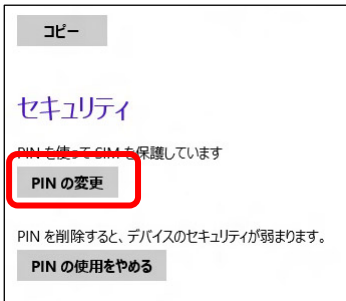 コピー
セキュリティ
PIN を使って SIM を保護しています
PIN の変更
PIN を削除すると、デバイスのセキュリティが弱まります。
PIN の使用をやめる